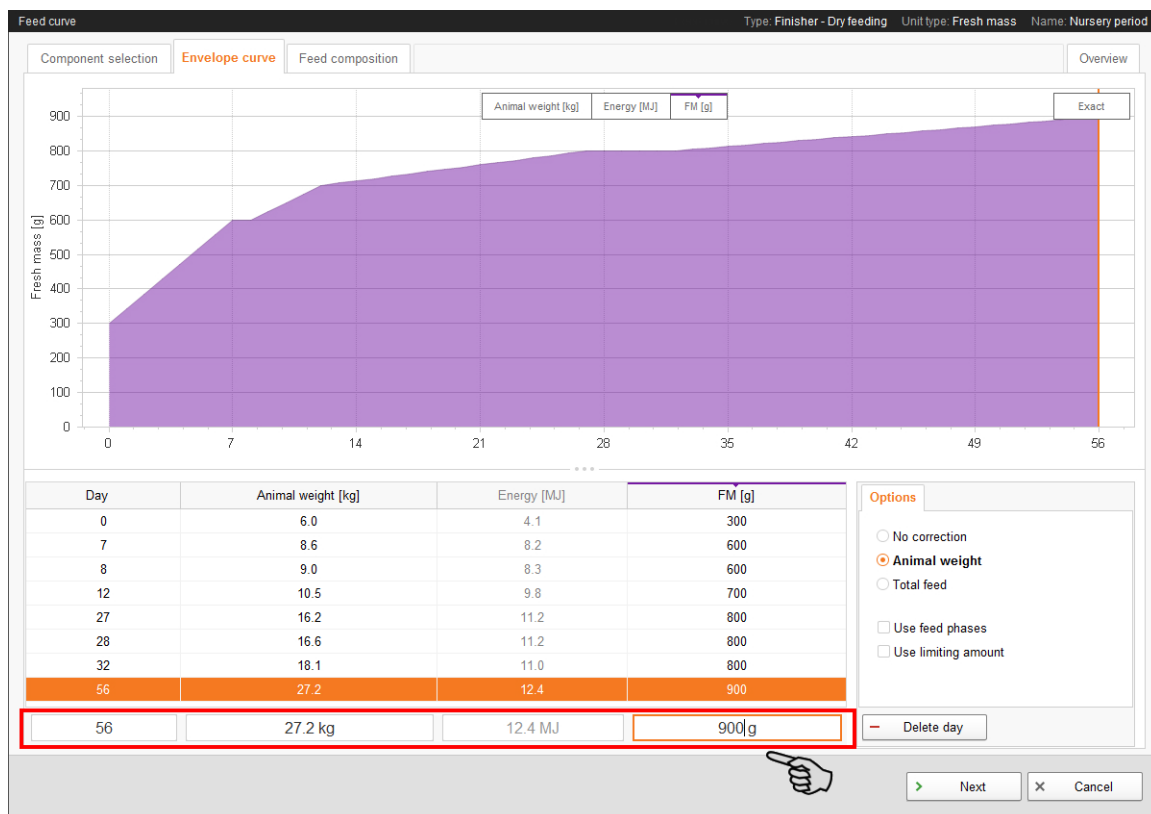 Feed curve Type: Finisher - Dry feeding Unit type: Fresh mass Name: Nursery period
Component selection Envelope curve Feed composition Overview
Animal weight [kg] Energy [MJ] FM [g] Exact
Fresh mass [g]
900
800
700
600
500
400
300
200
100
0
0 7 14 21 28 35 42 49 56
Day Animal weight [kg] Energy [MJ] FM [g]
0 6.0 4.1 300
7 8.6 8.2 600
8 9.0 8.3 600
12 10.5 9.8 700
27 16.2 11.2 800
28 16.6 11.2 800
32 18.1 11.0 800
56 27.2 12.4 900
56 27.2 kg 12.4 MJ 900 g
Options
No correction
Animal weight
Total feed
Use feed phases
Use limiting amount
Delete day
Next Cancel